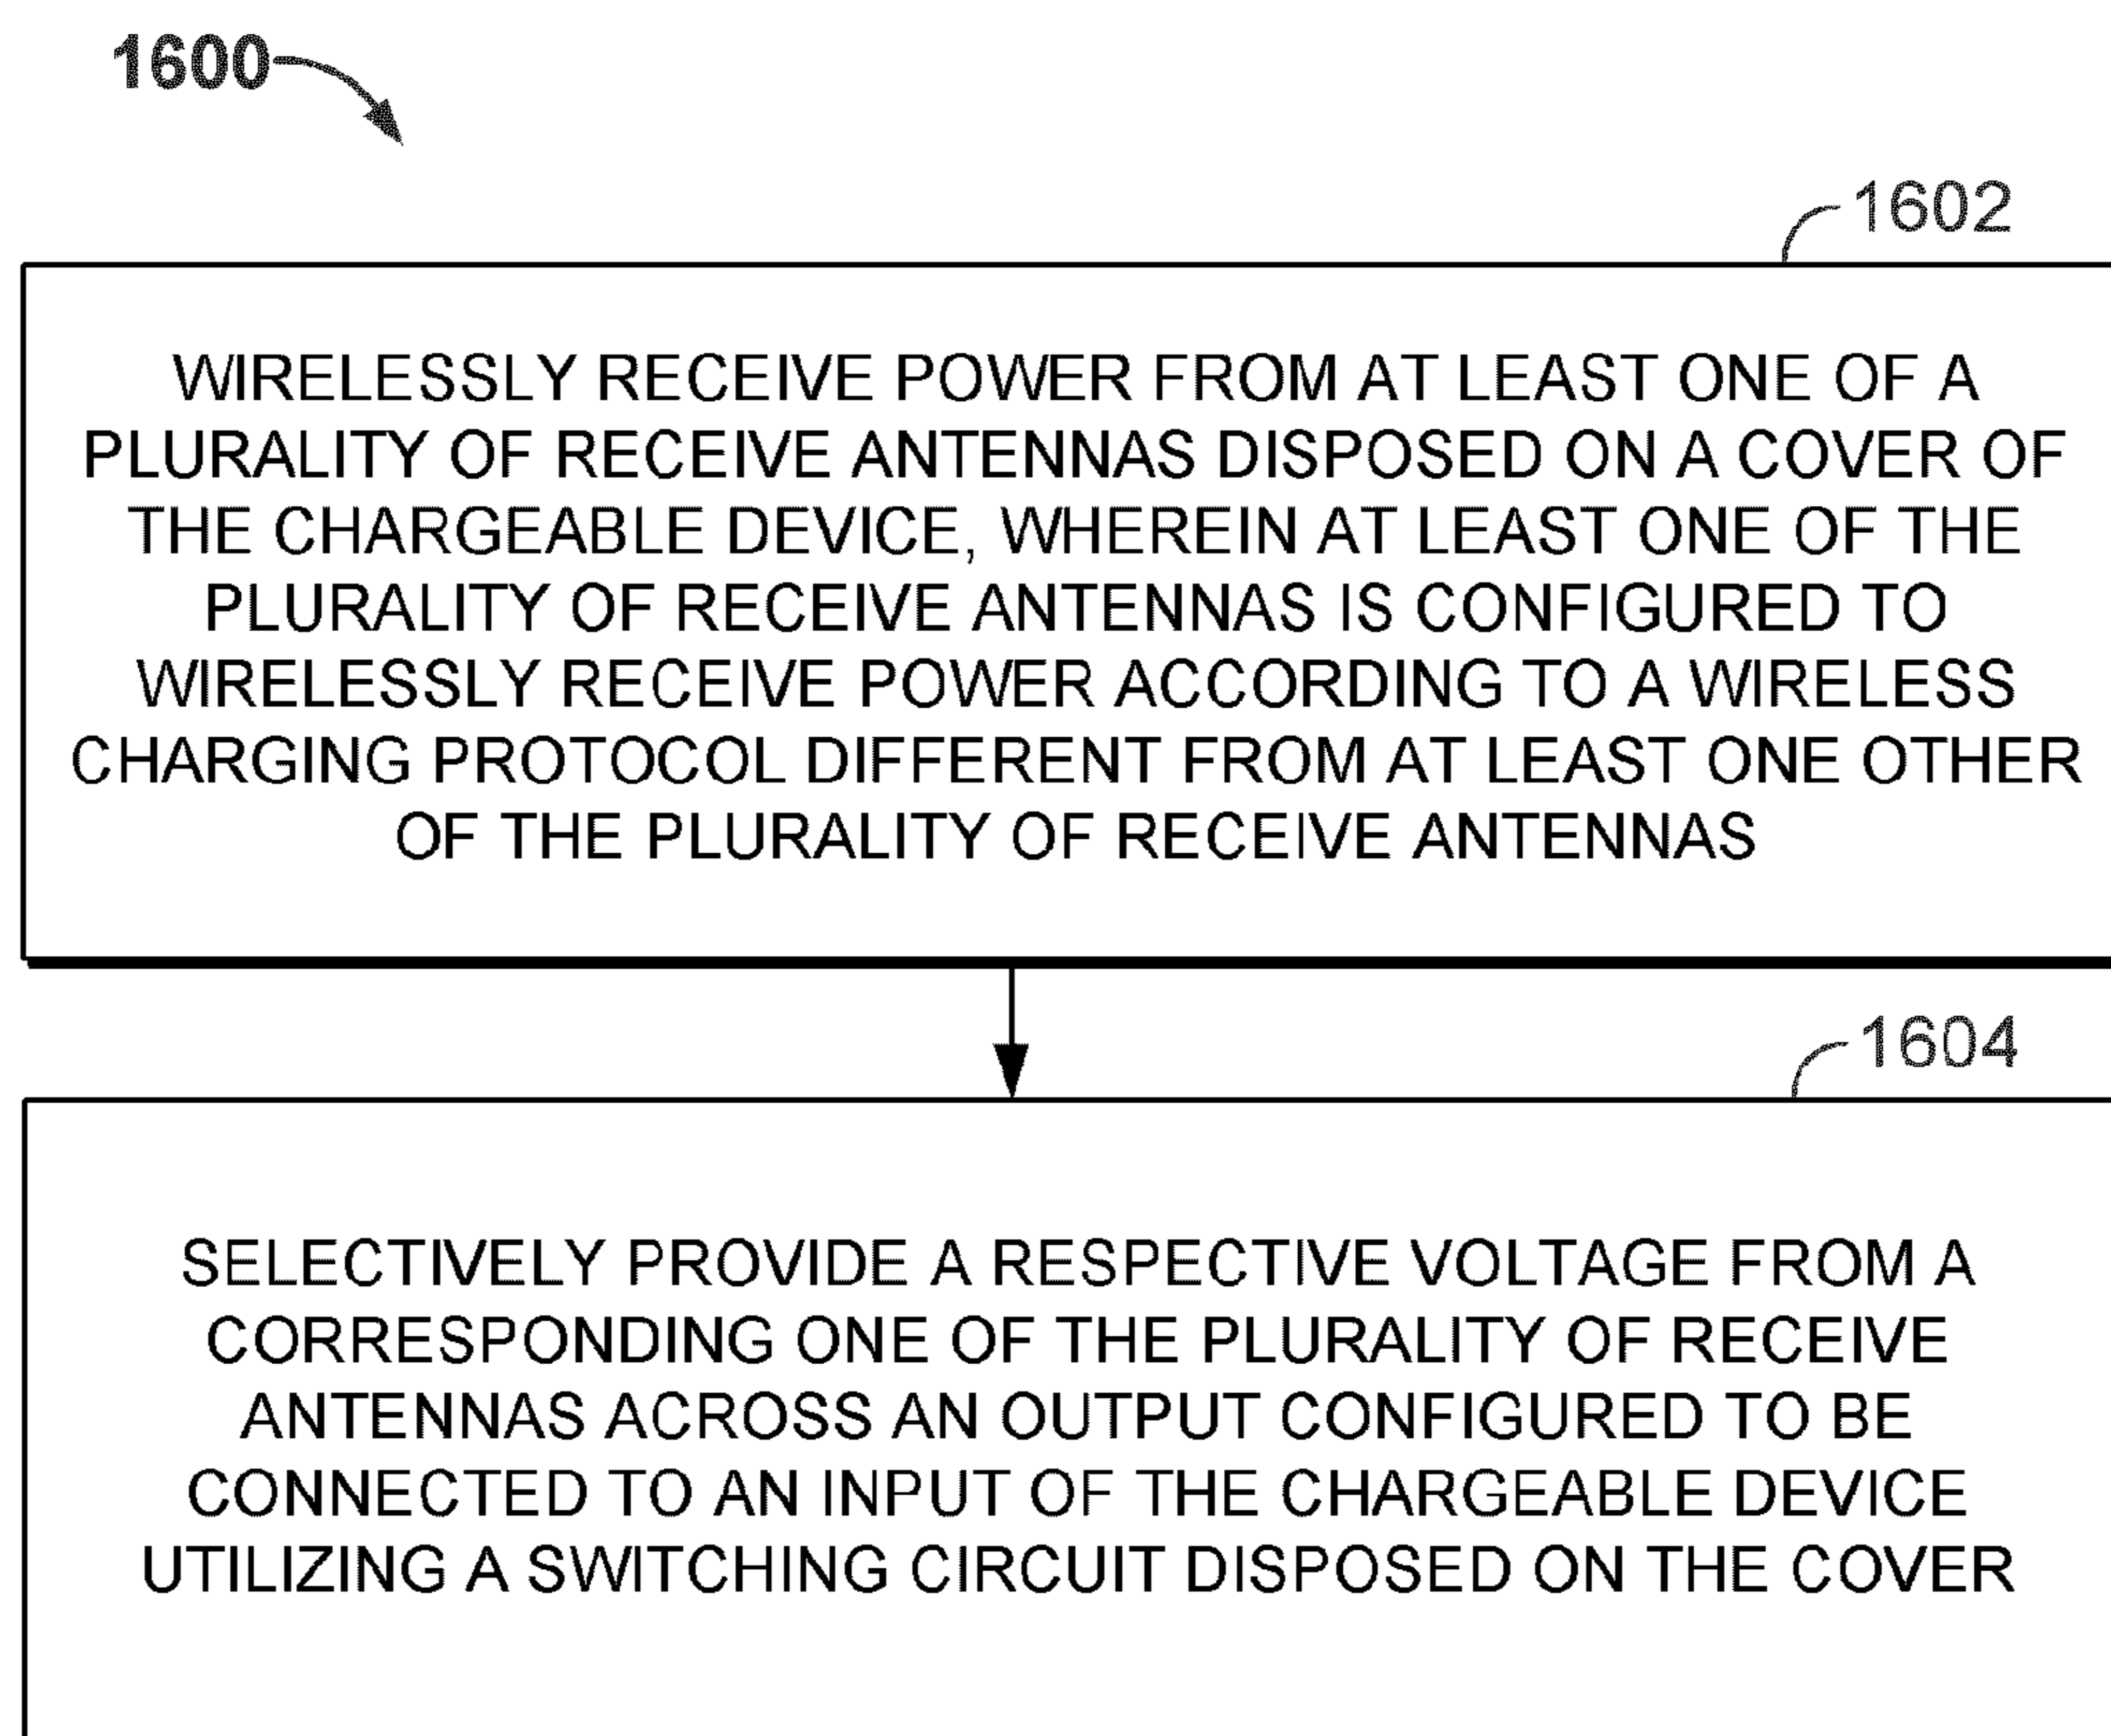 1600
1602
WIRELESSLY RECEIVE POWER FROM AT LEAST ONE OF A
PLURALITY OF RECEIVE ANTENNAS DISPOSED ON A COVER OF
THE CHARGEABLE DEVICE, WHEREIN AT LEAST ONE OF THE
PLURALITY OF RECEIVE ANTENNAS IS CONFIGURED TO
WIRELESSLY RECEIVE POWER ACCORDING TO A WIRELESS
CHARGING PROTOCOL DIFFERENT FROM AT LEAST ONE OTHER
OF THE PLURALITY OF RECEIVE ANTENNAS
1604
SELECTIVELY PROVIDE A RESPECTIVE VOLTAGE FROM A
CORRESPONDING ONE OF THE PLURALITY OF RECEIVE
ANTENNAS ACROSS AN OUTPUT CONFIGURED TO BE
CONNECTED TO AN INPUT OF THE CHARGEABLE DEVICE
UTILIZING A SWITCHING CIRCUIT DISPOSED ON THE COVER